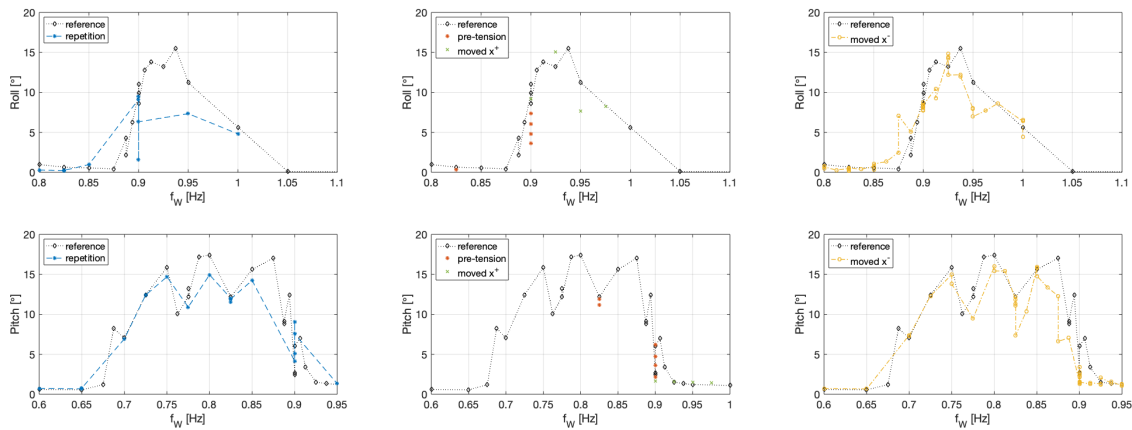 reference
repetition
Roll [°]
20
15
10
5
0
0.8 0.85 0.9 0.95 1 1.05 1.1
f_W [Hz]
reference
pre-tension
moved x⁺
Roll [°]
20
15
10
5
0
0.8 0.85 0.9 0.95 1 1.05 1.1
f_W [Hz]
reference
moved x⁻
Roll [°]
20
15
10
5
0
0.8 0.85 0.9 0.95 1 1.05 1.1
f_W [Hz]
reference
repetition
Pitch [°]
20
15
10
5
0
0.6 0.65 0.7 0.75 0.8 0.85 0.9 0.95
f_W [Hz]
reference
pre-tension
moved x⁺
Pitch [°]
20
15
10
5
0
0.6 0.65 0.7 0.75 0.8 0.85 0.9 0.95 1
f_W [Hz]
reference
moved x⁻
Pitch [°]
20
15
10
5
0
0.6 0.65 0.7 0.75 0.8 0.85 0.9 0.95
f_W [Hz]